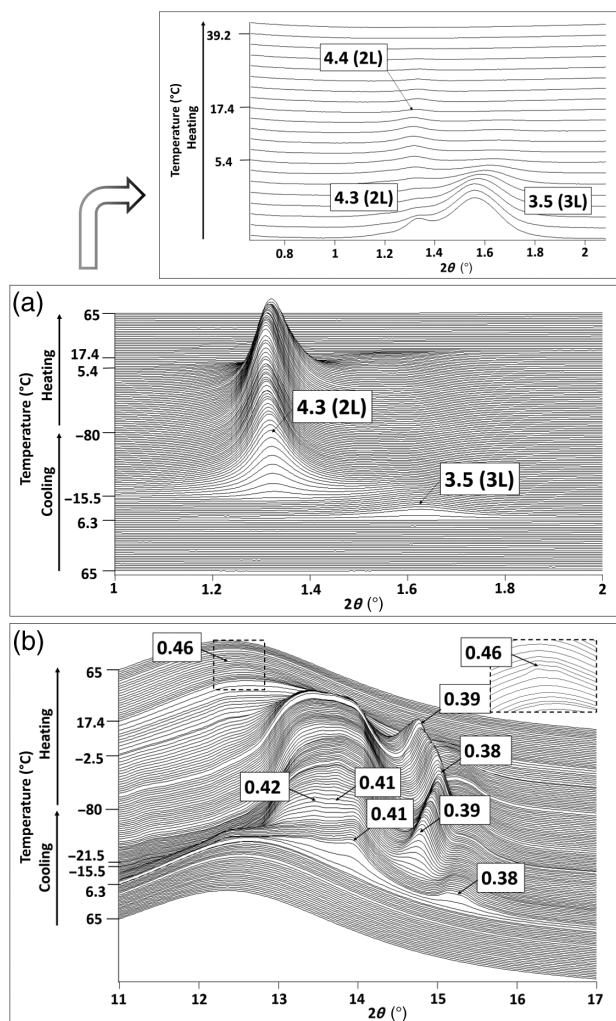 39.2
4.4 (2L)
17.4
Temperature (°C)
Heating
5.4
4.3 (2L)
3.5 (3L)
0.8 1 1.2 1.4 1.6 1.8 2
2θ (°)
(a)
65
17.4
5.4
Heating
Temperature (°C)
4.3 (2L)
−80
3.5 (3L)
Cooling
−15.5
6.3
65
1 1.2 1.4 1.6 1.8 2
2θ (°)
(b)
0.46
0.46
65
0.39
17.4
Heating
0.38
−2.5
Temperature (°C)
0.42
0.41
−80
0.41
0.39
Cooling
−21.5
−15.5
0.38
6.3
65
11 12 13 14 15 16 17
2θ (°)